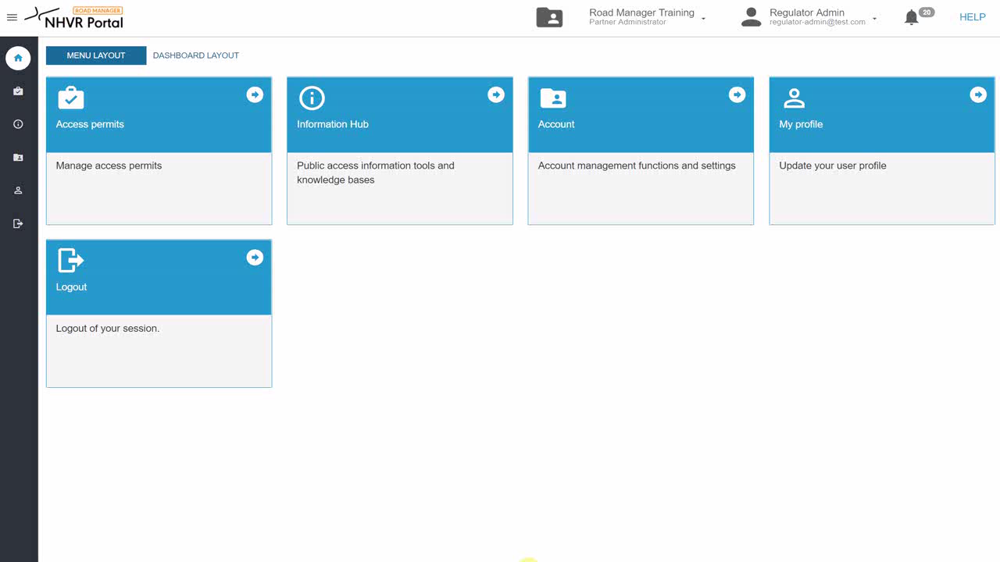 ROAD MANAGER
NHVR Portal
Road Manager Training
Partner Administrator
Regulator Admin
regulator-admin@test.com
20
HELP
MENU LAYOUT
DASHBOARD LAYOUT
Access permits
Manage access permits
Information Hub
Public access information tools and
knowledge bases
Account
Account management functions and settings
My profile
Update your user profile
Logout
Logout of your session.